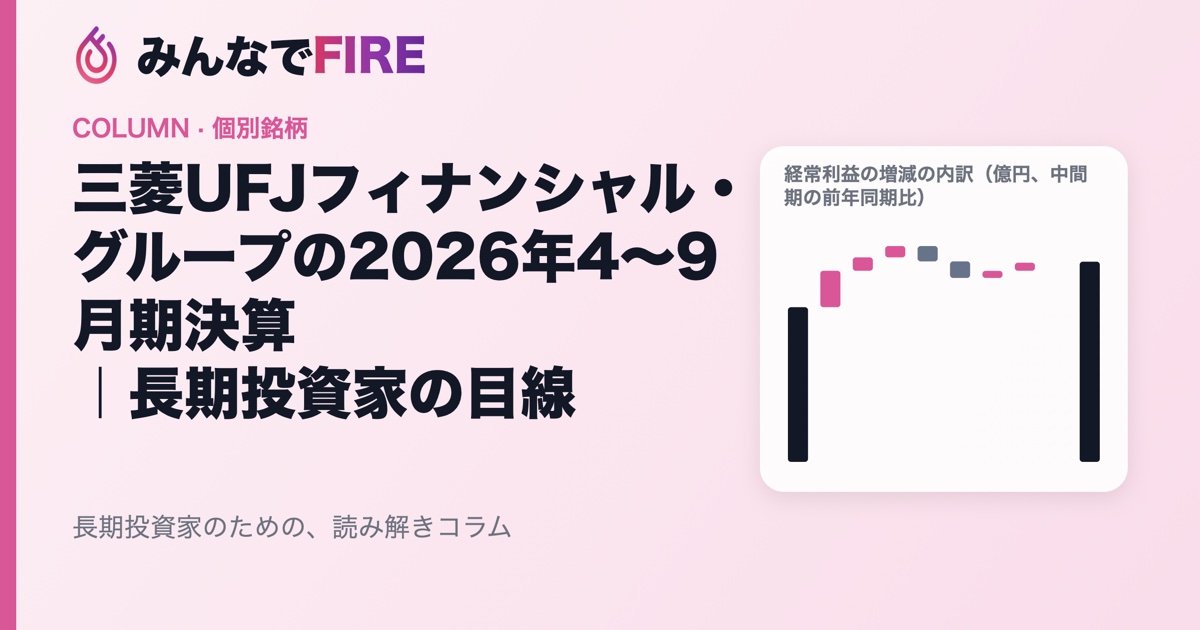 みんなでFIRE
COLUMN · 個別銘柄
三菱UFJフィナンシャル・
グループの2026年4〜9
月期決算
｜長期投資家の目線
経常利益の増減の内訳（億円、中間
期の前年同期比）
長期投資家のための、読み解きコラム